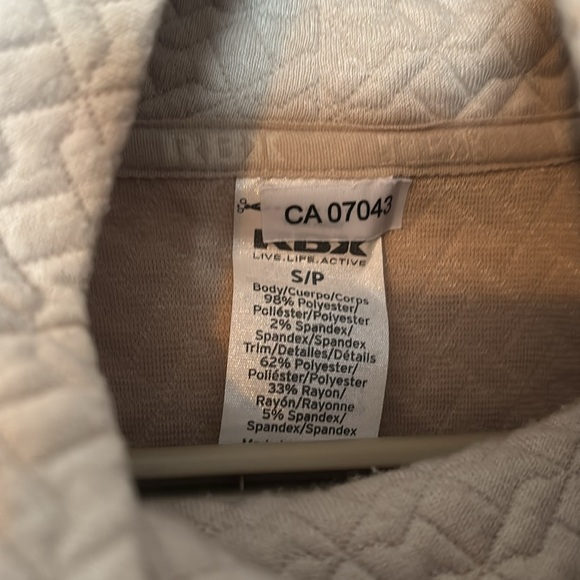 RBX
CA 07043
RBX
LIVE.LIFE.ACTIVE
S/P
Body/Cuerpo/Corps
98% Polyester/
Poliéster/Polyester
2% Spandex/
Spandex/Spandex
Trim/Detalles/Détails
62% Polyester/
Poliéster/Polyester
33% Rayon/
Rayón/Rayonne
5% Spandex/
Spandex/Spandex